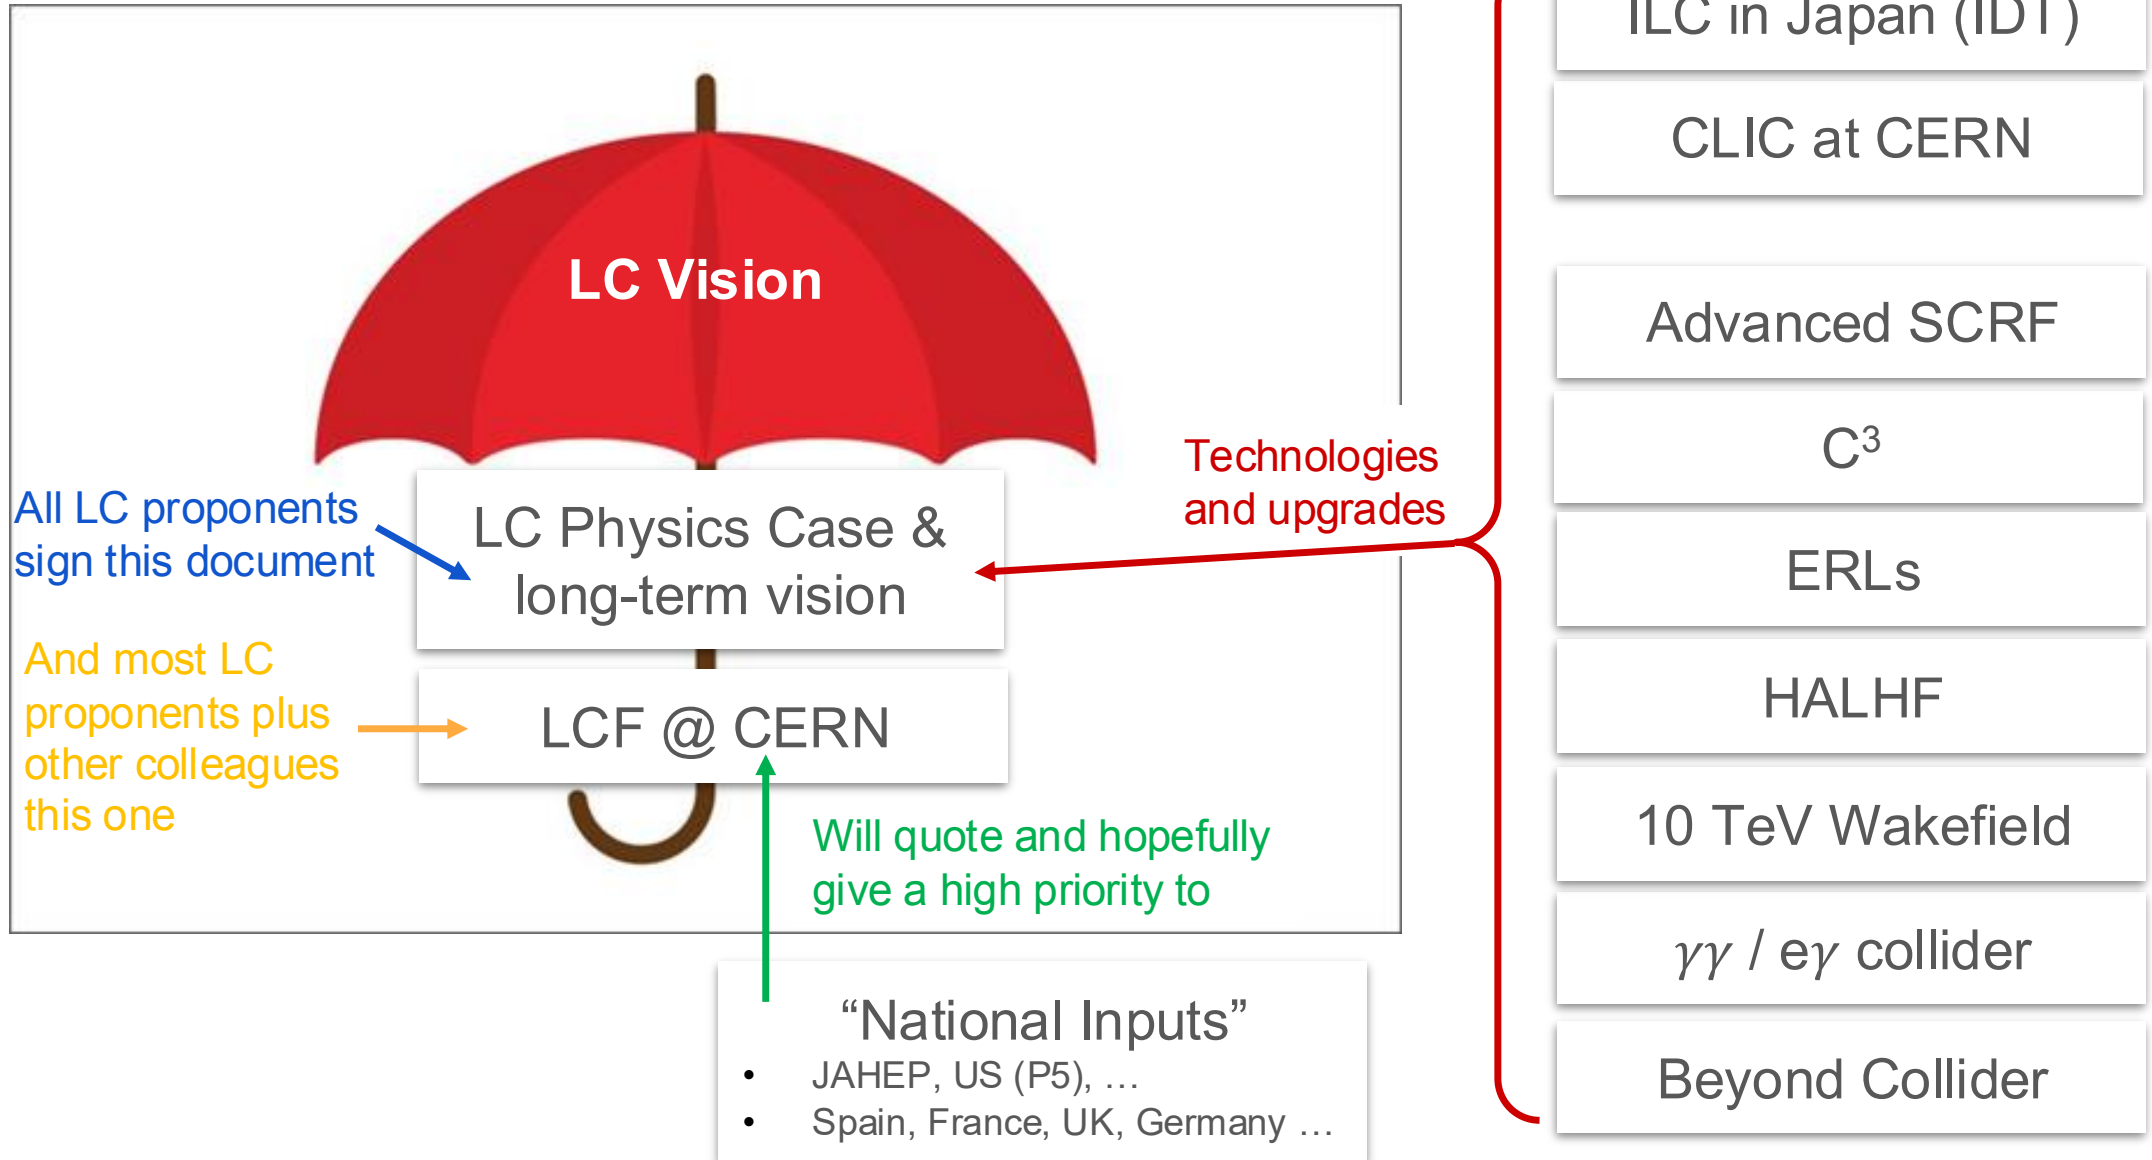 LC Vision
All LC proponents
sign this document
LC Physics Case &
long-term vision
And most LC
proponents plus
other colleagues
this one
LCF @ CERN
Will quote and hopefully
give a high priority to
“National Inputs”
• JAHEP, US (P5), …
• Spain, France, UK, Germany …
Technologies
and upgrades
ILC in Japan (IDT)
CLIC at CERN
Advanced SCRF
C³
ERLs
HALHF
10 TeV Wakefield
γγ / eγ collider
Beyond Collider